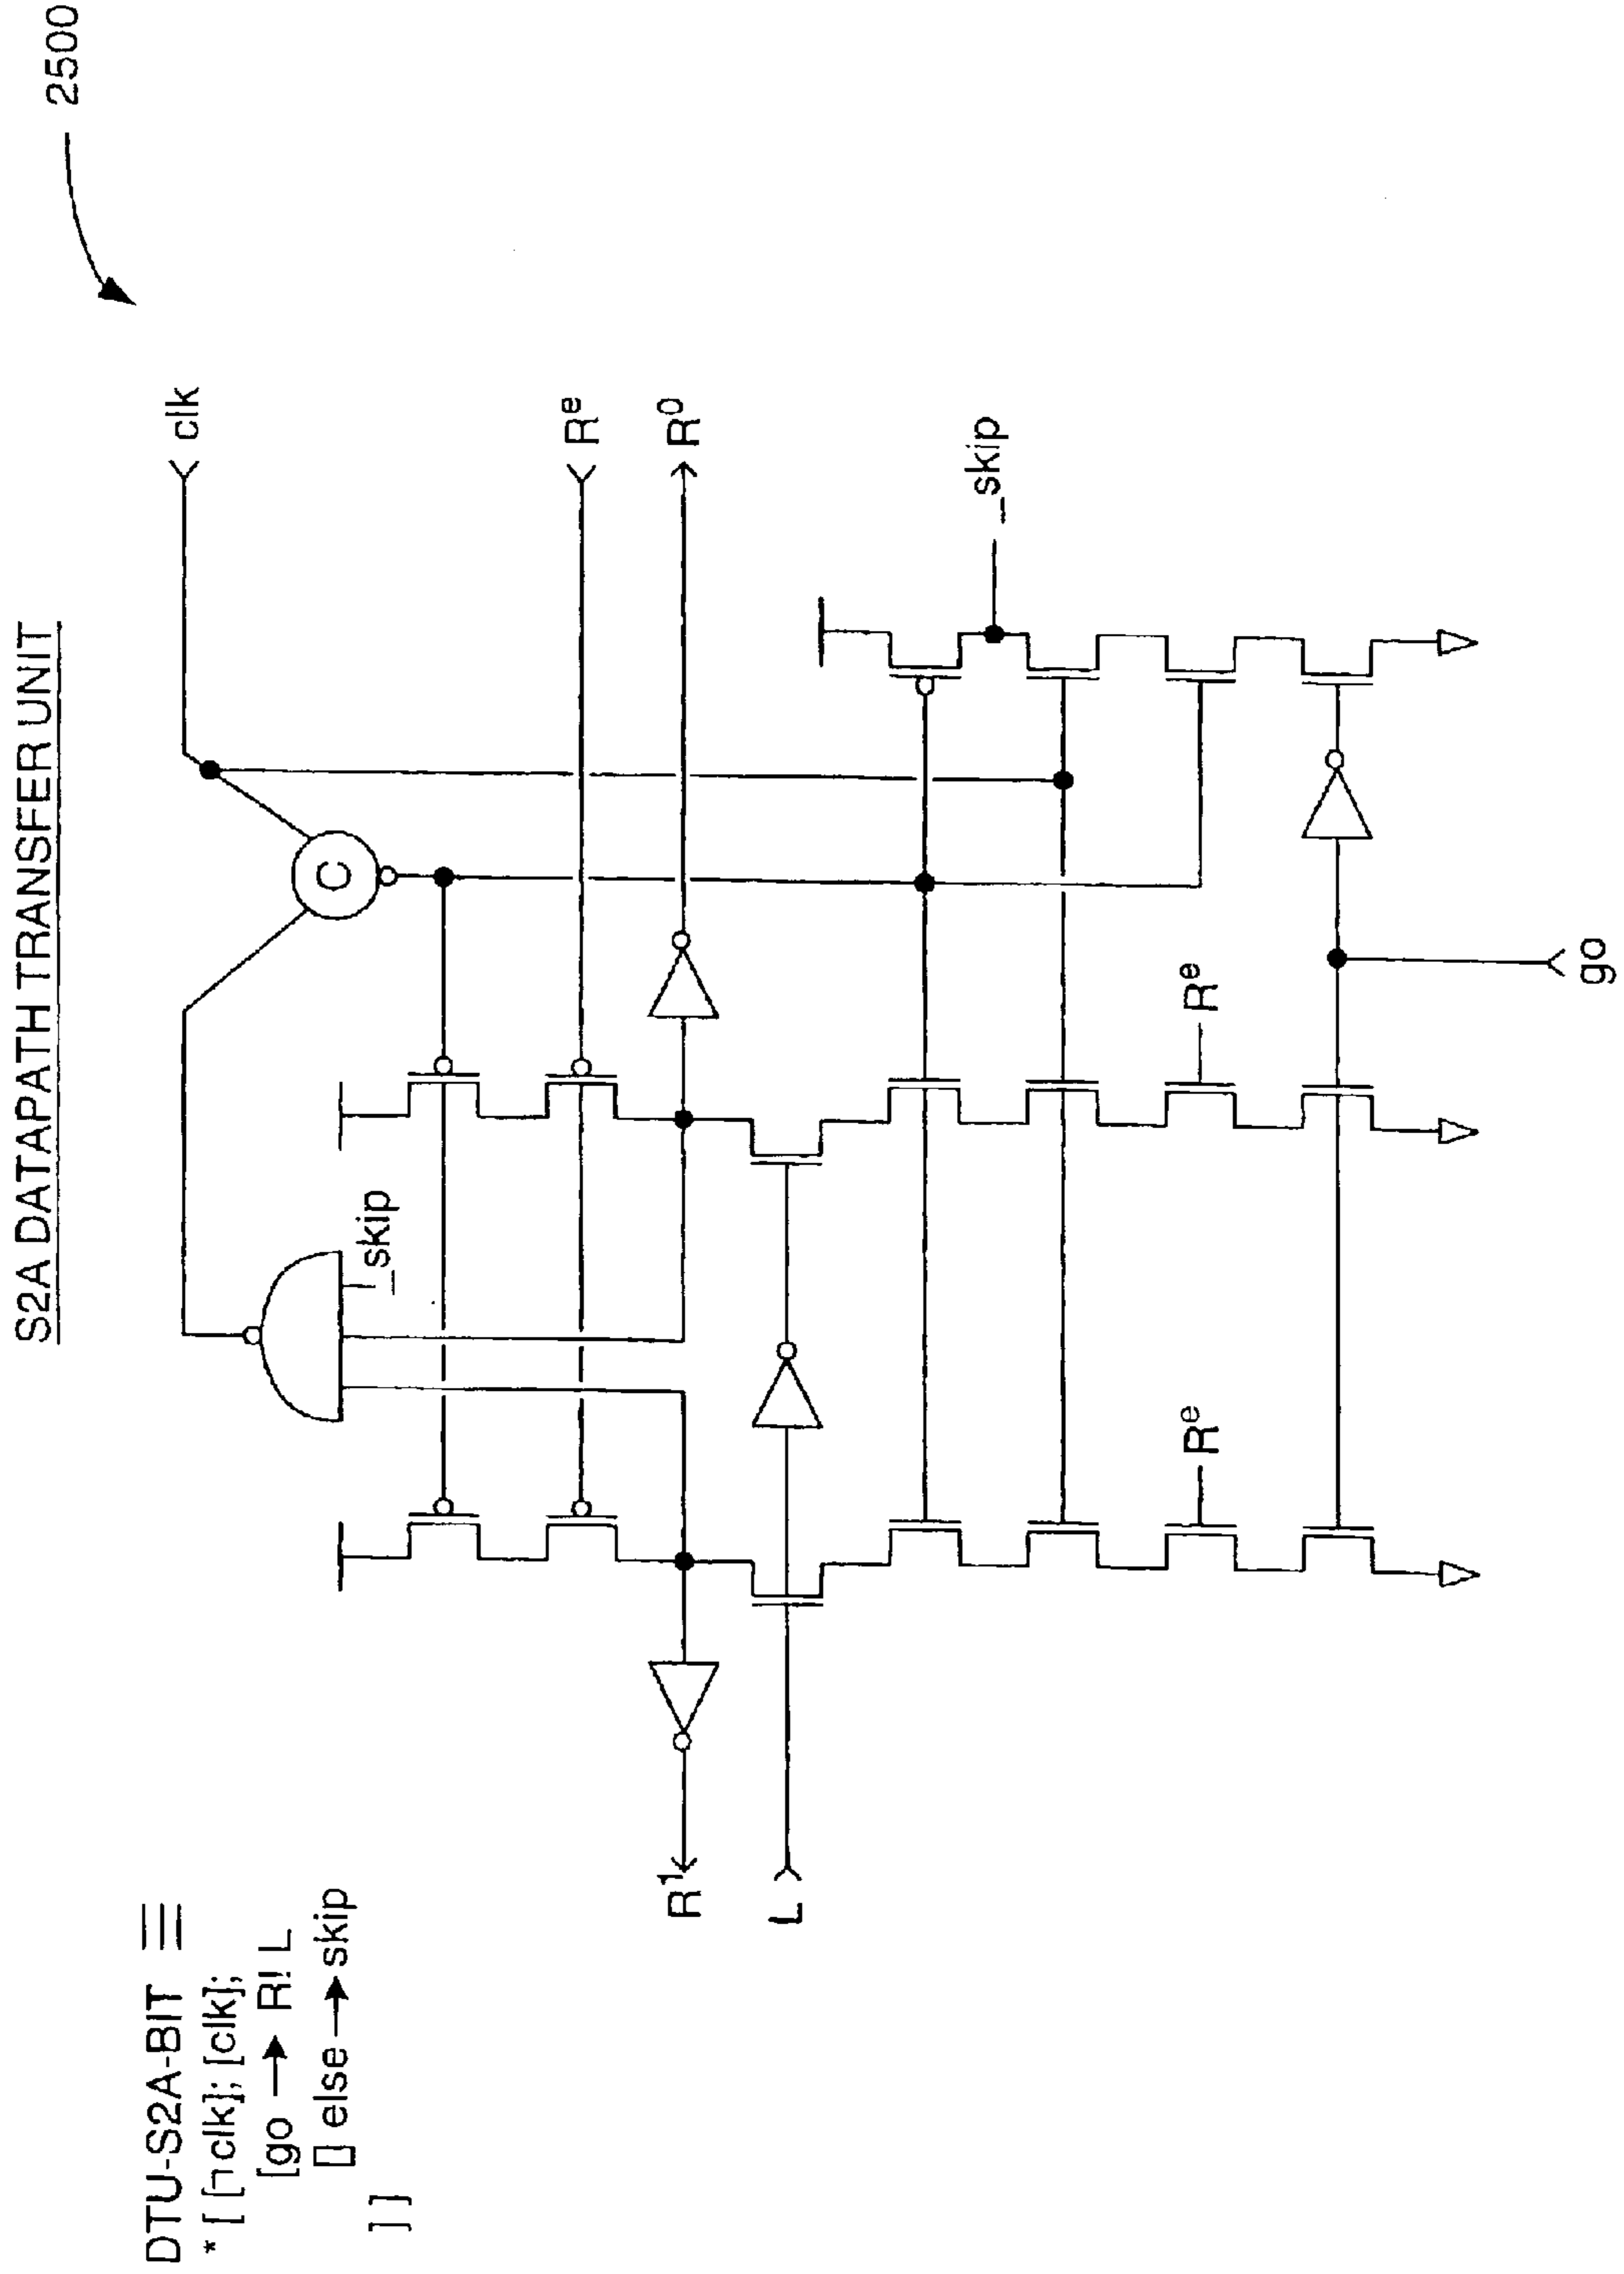 S2A DATAPATH TRANSFER UNIT
2500
DTU-S2A-BIT ≡
* [ [¬clk]; [clk];
[go → R! L
[] else → skip
] ]
clk
C
_skip
R^e
R^0
R^1
L
_skip
R^e
R^e
go